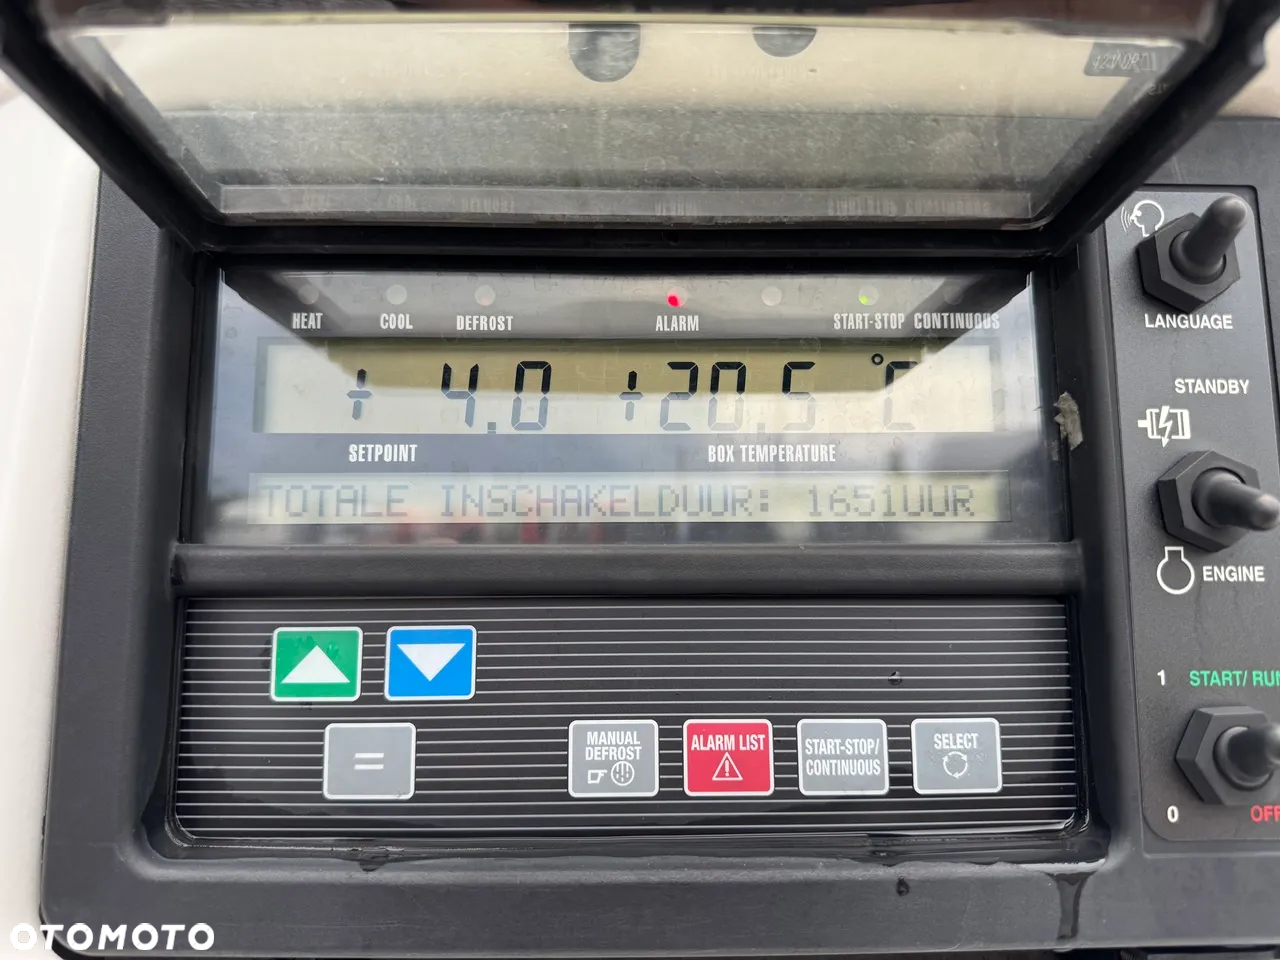 HEAT COOL DEFROST ALARM START-STOP CONTINUOUS
+ 4.0 +20.5 °C
SETPOINT BOX TEMPERATURE
TOTALE INSCHAKELDUUR: 1651UUR
MANUAL DEFROST
ALARM LIST
START-STOP/
CONTINUOUS
SELECT
=
LANGUAGE
STANDBY
ENGINE
1 START/RUN
0 OFF
OTOMOTO